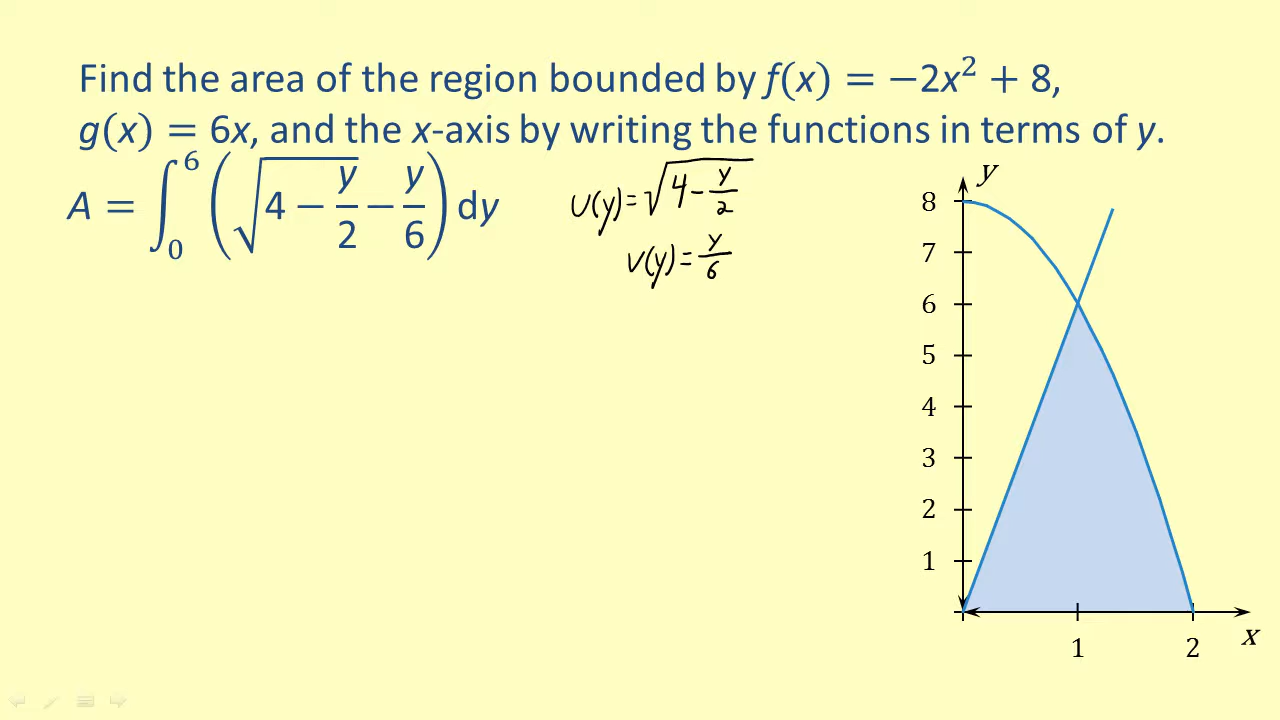 Find the area of the region bounded by f(x) = −2x² + 8,
g(x) = 6x, and the x-axis by writing the functions in terms of y.
A = ∫₀⁶ (√(4 − y/2) − y/6) dy
u(y) = √(4 − y/2)
v(y) = y/6
y
8
7
6
5
4
3
2
1
1 2 x